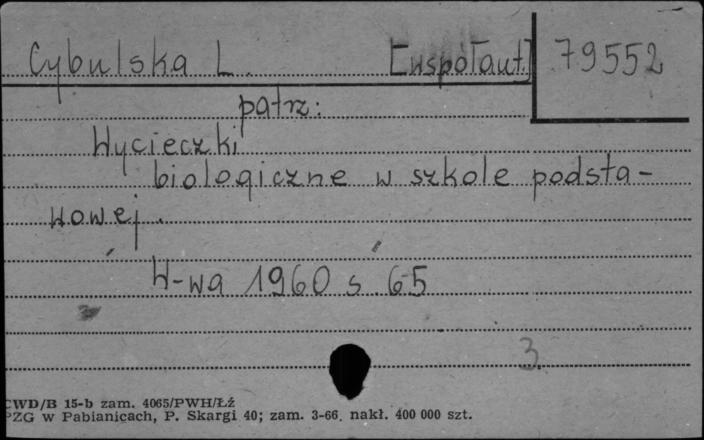 Cybulska L. [współaut.] 79552
patrz:
Wycieczki
biologiczne w szkole podsta-
wowej.
W-wa 1960 s. 65
3
CWD/B 15-b zam. 4065/PWH/Łź
PZG w Pabianicach, P. Skargi 40; zam. 3-66. nakł. 400 000 szt.